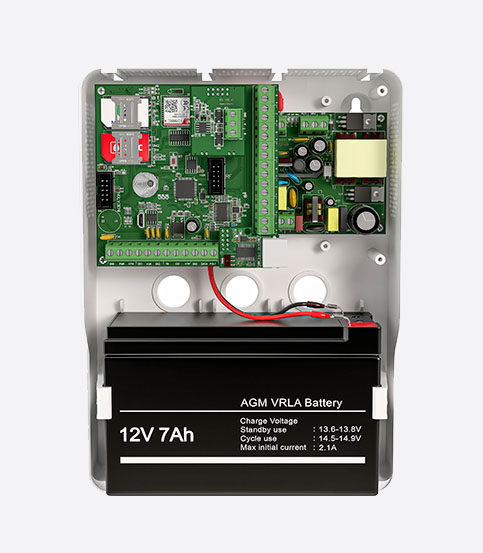 AGM VRLA Battery
12V 7Ah
Charge Voltage
Standby use : 13.6-13.8V
Cycle use : 14.5-14.9V
Max initial current : 2.1A